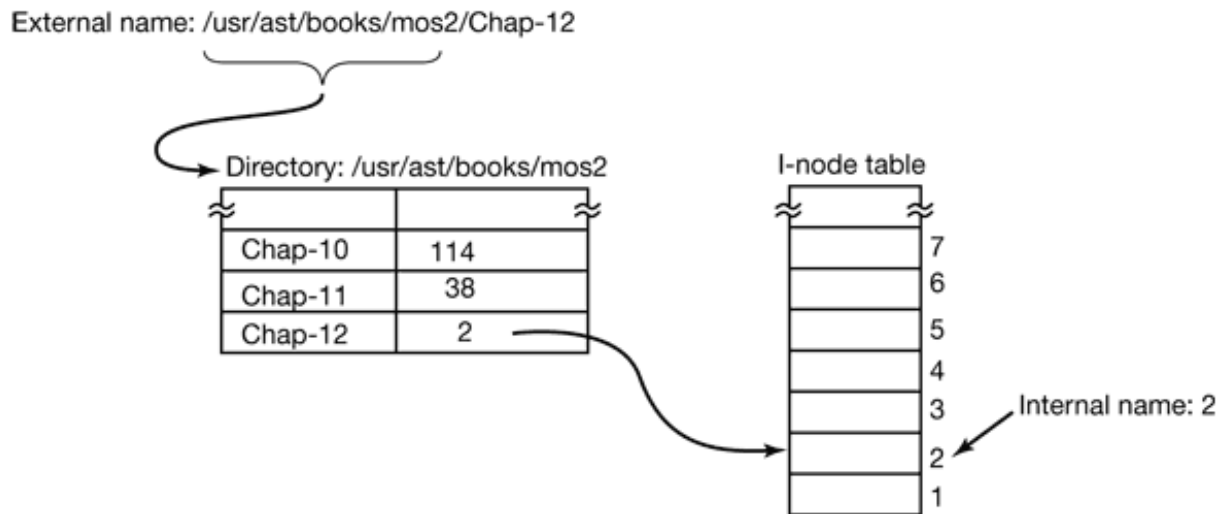 External name: /usr/ast/books/mos2/Chap-12
Directory: /usr/ast/books/mos2
Chap-10 114
Chap-11 38
Chap-12 2
I-node table
7
6
5
4
3
2
1
Internal name: 2